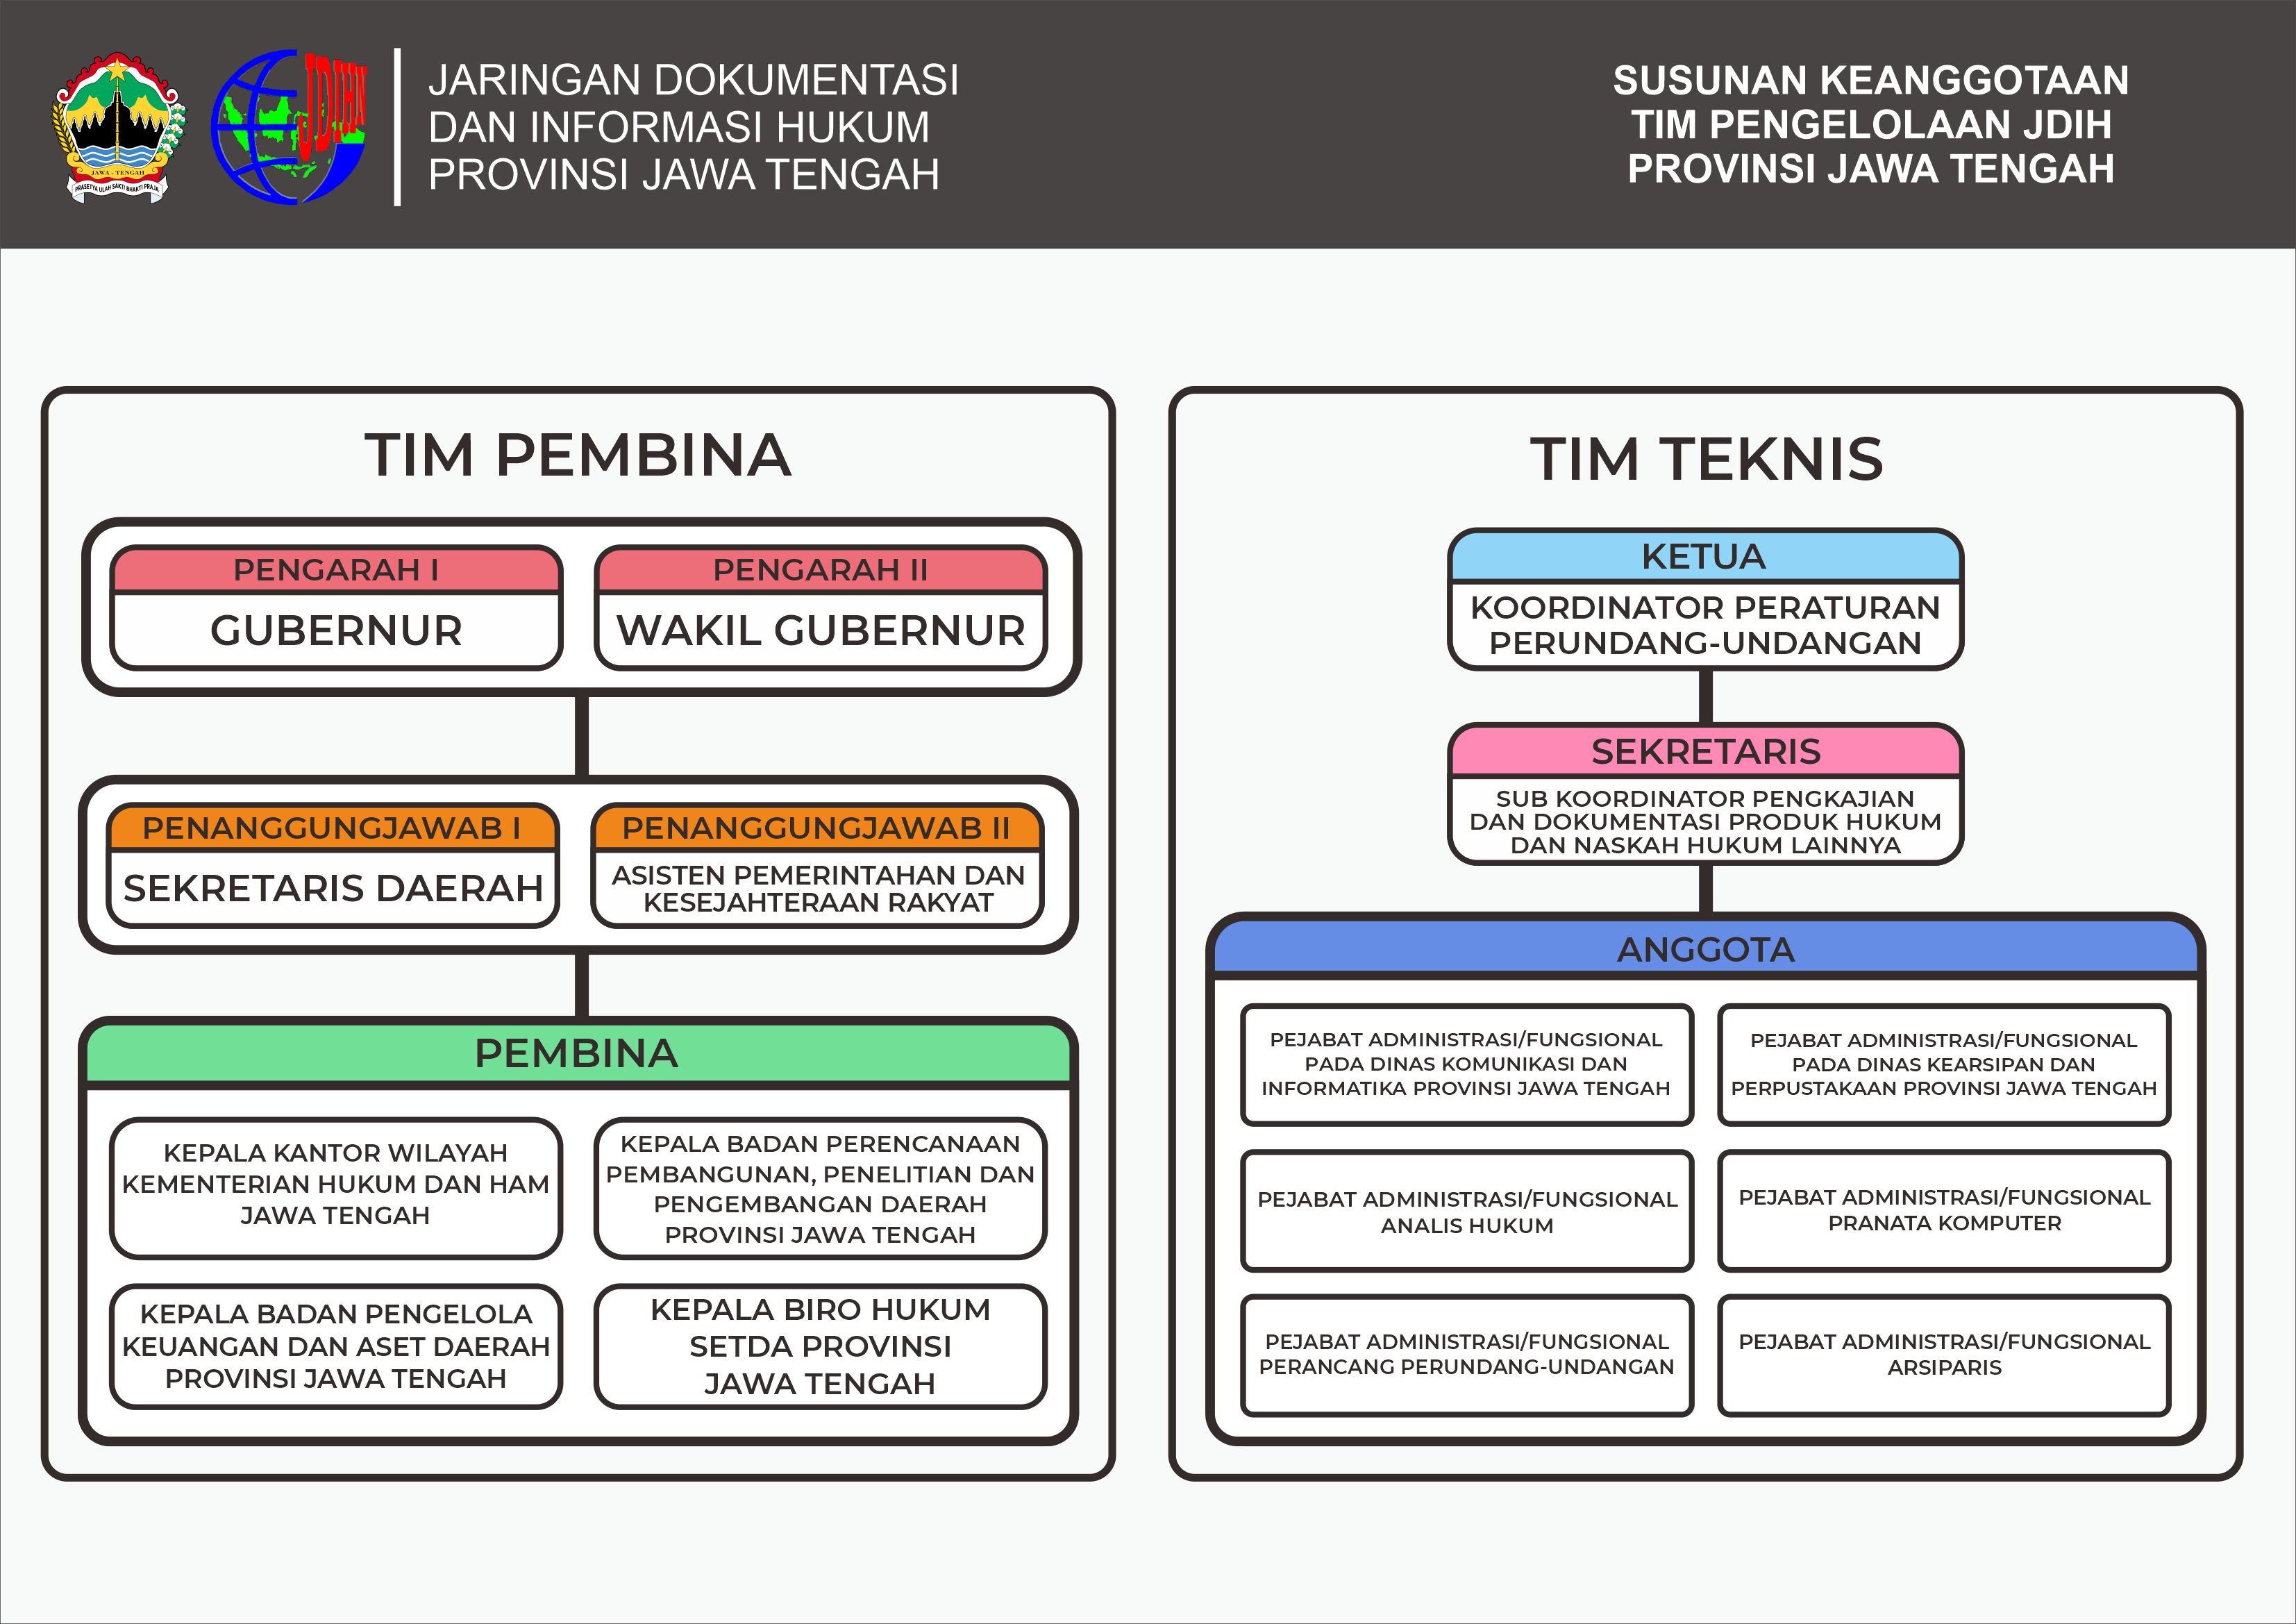 JAWA - TENGAH
PRASETYA ULAH SAKTI BHAKTI PRAJA
JDIHN
JARINGAN DOKUMENTASI
DAN INFORMASI HUKUM
PROVINSI JAWA TENGAH
SUSUNAN KEANGGOTAAN
TIM PENGELOLAAN JDIH
PROVINSI JAWA TENGAH
TIM PEMBINA
PENGARAH I
GUBERNUR
PENGARAH II
WAKIL GUBERNUR
PENANGGUNGJAWAB I
SEKRETARIS DAERAH
PENANGGUNGJAWAB II
ASISTEN PEMERINTAHAN DAN
KESEJAHTERAAN RAKYAT
PEMBINA
KEPALA KANTOR WILAYAH
KEMENTERIAN HUKUM DAN HAM
JAWA TENGAH
KEPALA BADAN PERENCANAAN
PEMBANGUNAN, PENELITIAN DAN
PENGEMBANGAN DAERAH
PROVINSI JAWA TENGAH
KEPALA BADAN PENGELOLA
KEUANGAN DAN ASET DAERAH
PROVINSI JAWA TENGAH
KEPALA BIRO HUKUM
SETDA PROVINSI
JAWA TENGAH
TIM TEKNIS
KETUA
KOORDINATOR PERATURAN
PERUNDANG-UNDANGAN
SEKRETARIS
SUB KOORDINATOR PENGKAJIAN
DAN DOKUMENTASI PRODUK HUKUM
DAN NASKAH HUKUM LAINNYA
ANGGOTA
PEJABAT ADMINISTRASI/FUNGSIONAL
PADA DINAS KOMUNIKASI DAN
INFORMATIKA PROVINSI JAWA TENGAH
PEJABAT ADMINISTRASI/FUNGSIONAL
PADA DINAS KEARSIPAN DAN
PERPUSTAKAAN PROVINSI JAWA TENGAH
PEJABAT ADMINISTRASI/FUNGSIONAL
ANALIS HUKUM
PEJABAT ADMINISTRASI/FUNGSIONAL
PRANATA KOMPUTER
PEJABAT ADMINISTRASI/FUNGSIONAL
PERANCANG PERUNDANG-UNDANGAN
PEJABAT ADMINISTRASI/FUNGSIONAL
ARSIPARIS